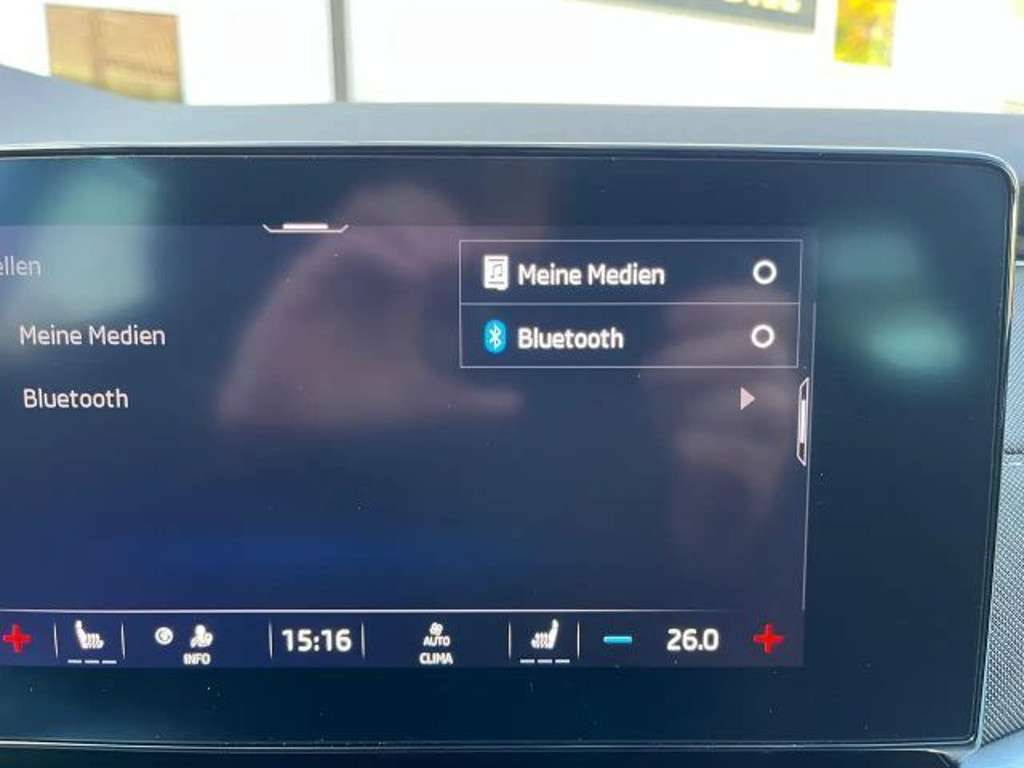 ellen
Meine Medien
Bluetooth
Meine Medien
Bluetooth
INFO
15:16
AUTO
CLIMA
26.0